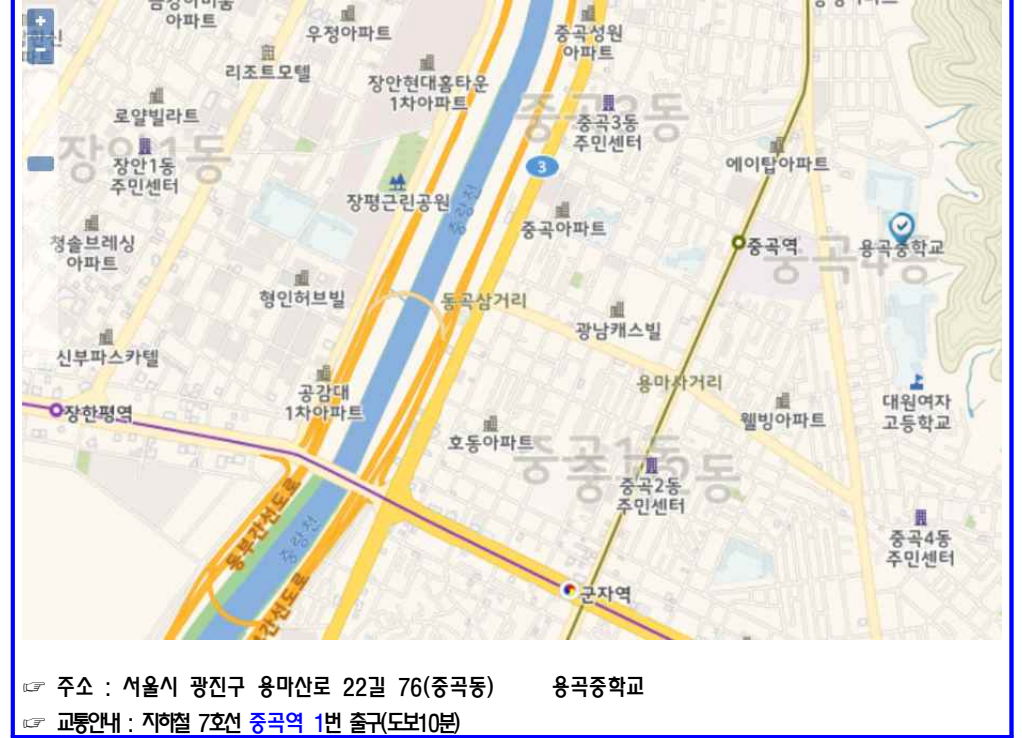 아파트
우정아파트
중곡성원
아파트
리조트모텔
장안현대홈타운
1차아파트
로얄빌라트
중곡3동
중곡3동
주민센터
장안1동
장안1동
주민센터
3
에이탑아파트
장평근린공원
중랑천
중곡아파트
청솔브레싱
아파트
중곡역
용곡중학교
중곡4동
형인허브빌
동곡삼거리
광남캐스빌
신부파스카텔
용마사거리
공감대
1차아파트
장한평역
대원여자
고등학교
웰빙아파트
호동아파트
중곡1동
중곡2동
중곡2동
주민센터
중곡4동
주민센터
동부간선도로
중랑천
간선도로
군자역
☞ 주소 : 서울시 광진구 용마산로 22길 76(중곡동) 용곡중학교
☞ 교통안내 : 지하철 7호선 중곡역 1번 출구(도보10분)